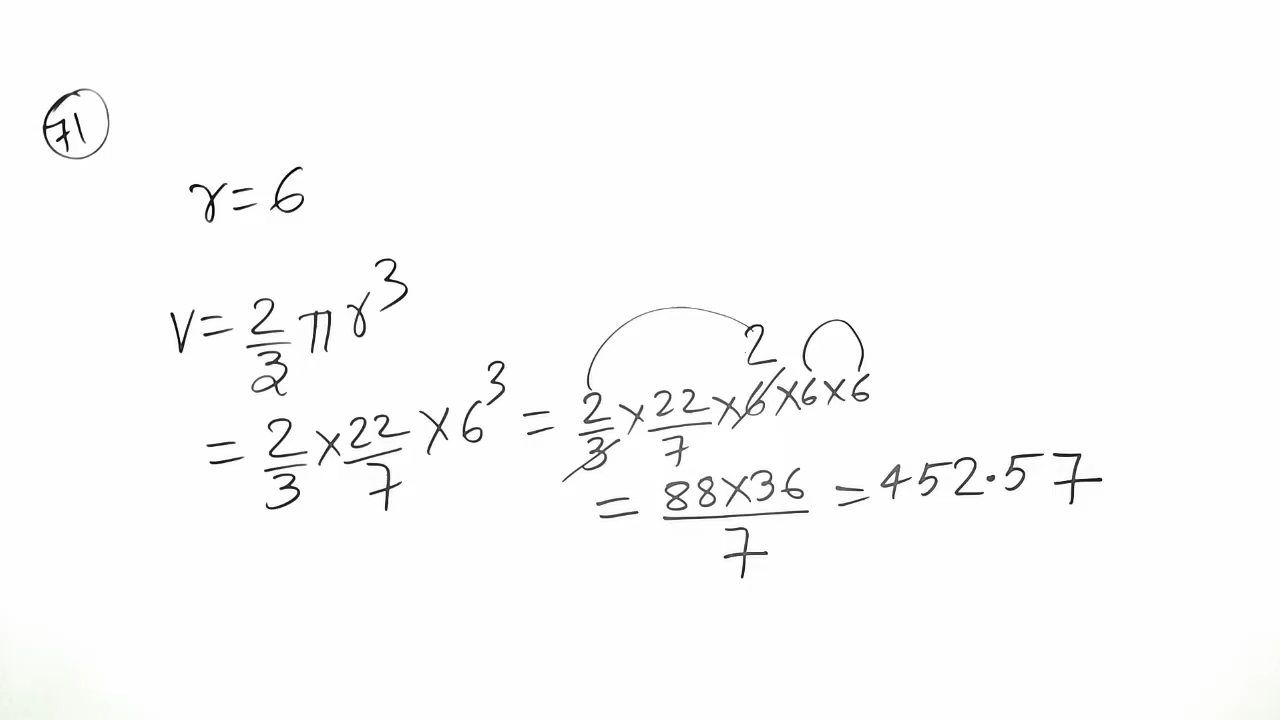 71
r = 6
V = 2/3 π r³
= 2/3 × 22/7 × 6³ = 2/3 × 22/7 × 6 × 6 × 6
2
= 88×36/7 = 452.57